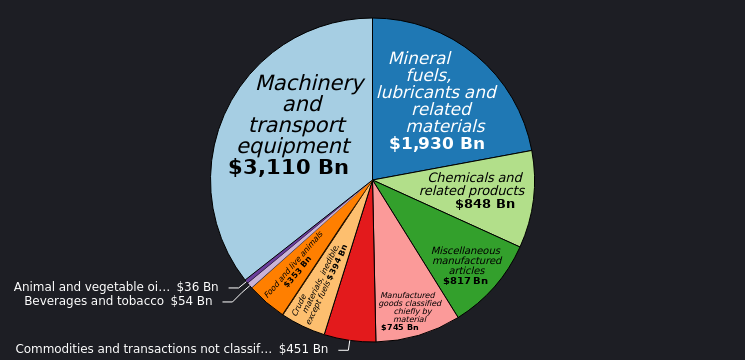 Mineral
fuels,
lubricants and
related
materials
$1,930 Bn
Chemicals and
related products
$848 Bn
Miscellaneous
manufactured
articles
$817 Bn
Manufactured
goods classified
chiefly by
material
$745 Bn
Commodities and transactions not classif... $451 Bn
Crude
materials, inedible,
except fuels $394 Bn
Food and live animals
$353 Bn
Beverages and tobacco $54 Bn
Animal and vegetable oi... $36 Bn
Machinery
and
transport
equipment
$3,110 Bn